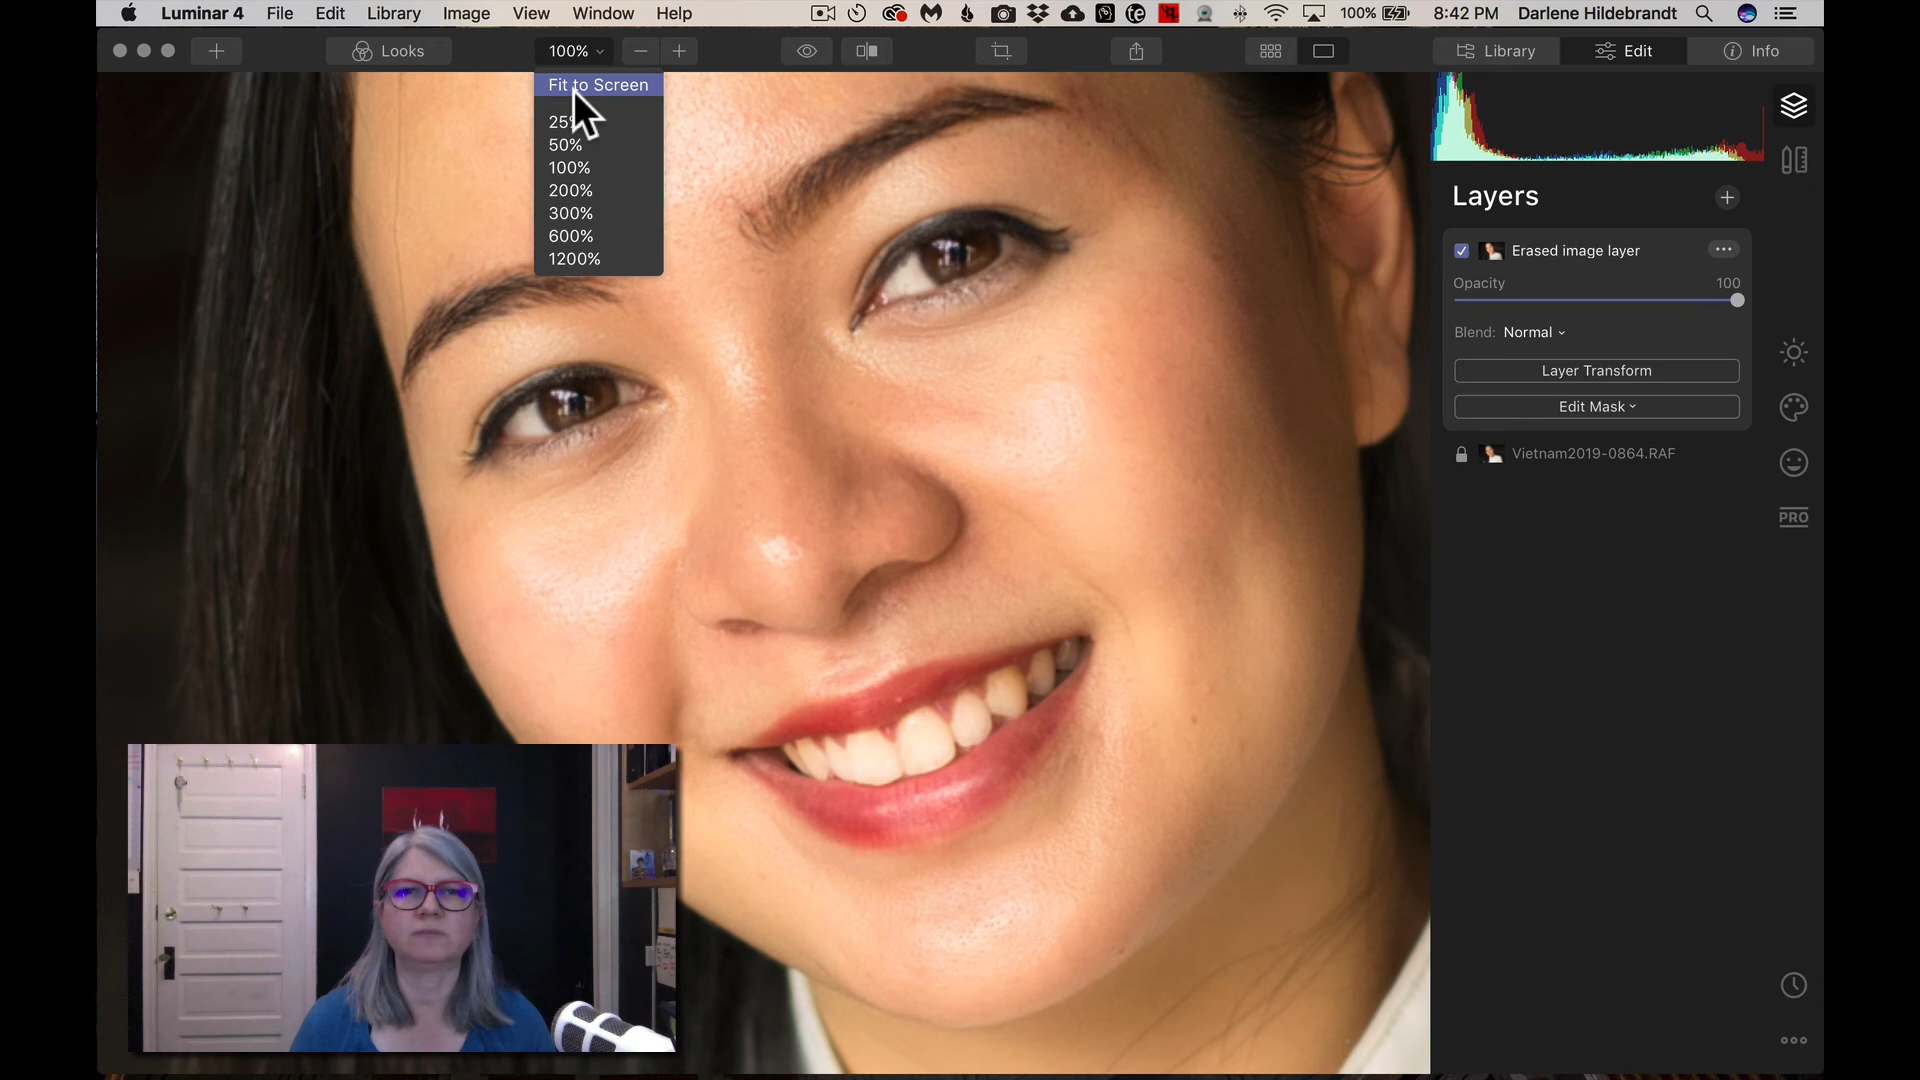 Luminar 4 File Edit Library Image View Window Help te 100% 8:42 PM Darlene Hildebrandt
Looks 100% Library Edit Info
Fit to Screen
25%
50%
100%
200%
300%
600%
1200%
Layers
Erased image layer
Opacity 100
Blend: Normal
Layer Transform
Edit Mask
Vietnam2019-0864.RAF
PRO